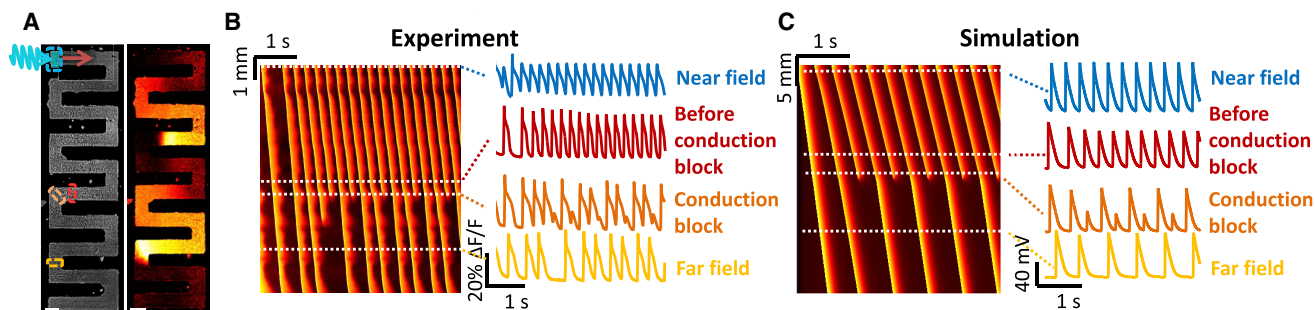 A
B
1 s
Experiment
1 mm
Near field
Before
conduction
block
Conduction
block
Far field
20% ΔF/F
1 s
C
1 s
Simulation
5 mm
Near field
Before
conduction
block
Conduction
block
Far field
40 mV
1 s